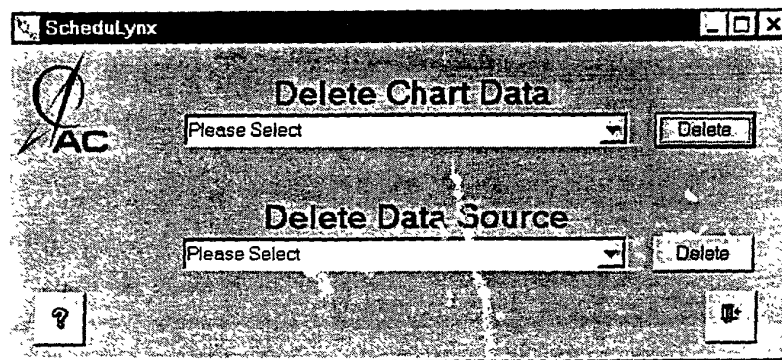 ScheduLynx
Delete Chart Data
Please Select
Delete
AC
Delete Data Source
Please Select
Delete
?